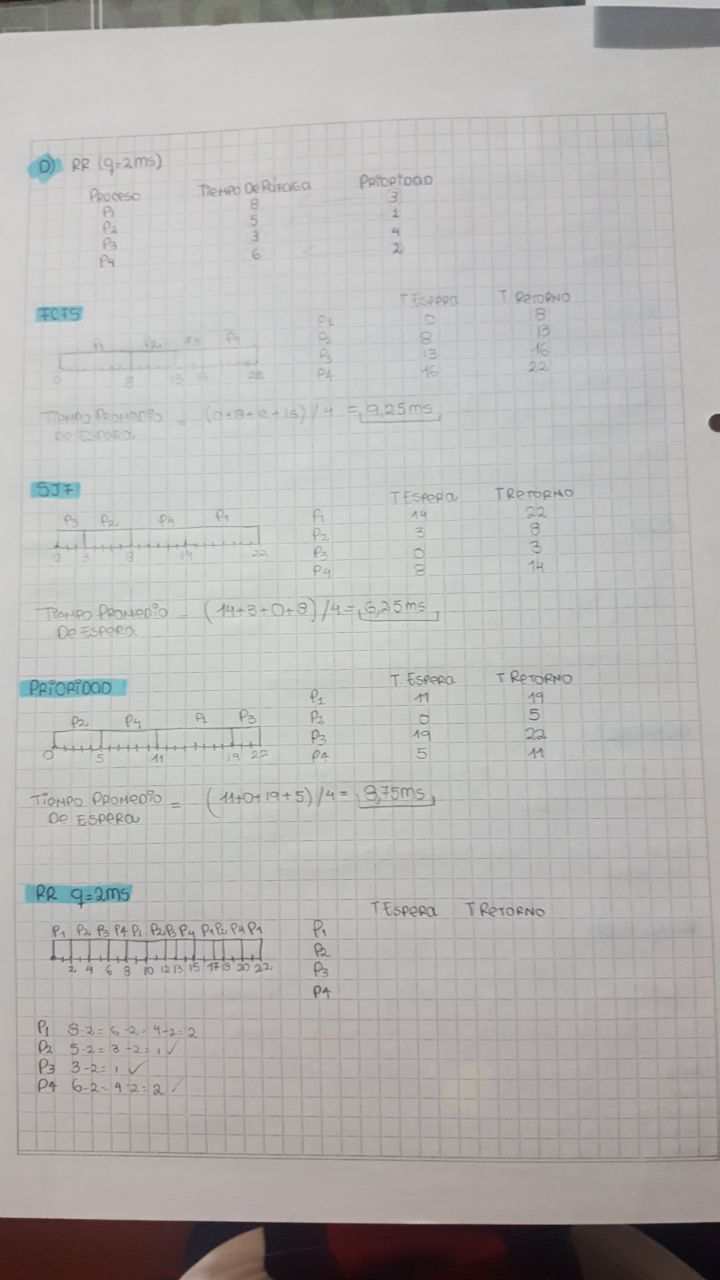 D) RR (q=2ms)
Proceso Tiempo De Ráfaga Prioridad
P1 8 3
P2 5 1
P3 3 4
P4 6 2
FCFS T Espera T Retorno
P1 0 8
P2 8 13
P3 13 16
P4 16 22
P1 P2 P3 P4
0 8 13 16 22
Tiempo Promedio = (0+8+13+16)/4 = 9,25ms
De Espera
SJF T Espera T Retorno
P1 14 22
P2 3 8
P3 0 3
P4 8 14
P3 P2 P4 P1
0 3 8 14 22
Tiempo Promedio = (14+3+0+8)/4 = 6,25ms
De Espera
Prioridad T Espera T Retorno
P1 11 19
P2 0 5
P3 19 22
P4 5 11
P2 P4 P1 P3
0 5 11 19 22
Tiempo Promedio = (11+0+19+5)/4 = 8,75ms
De Espera
RR q=2ms
T Espera T Retorno
P1
P2
P3
P4
P1 P2 P3 P4 P1 P2 P3 P4 P1 P2 P4 P1
2 4 6 8 10 12 13 15 17 18 20 22
P1 8-2=6-2=4-2=2
P2 5-2=3-2=1 ✓
P3 3-2=1 ✓
P4 6-2=4-2=2 ✓